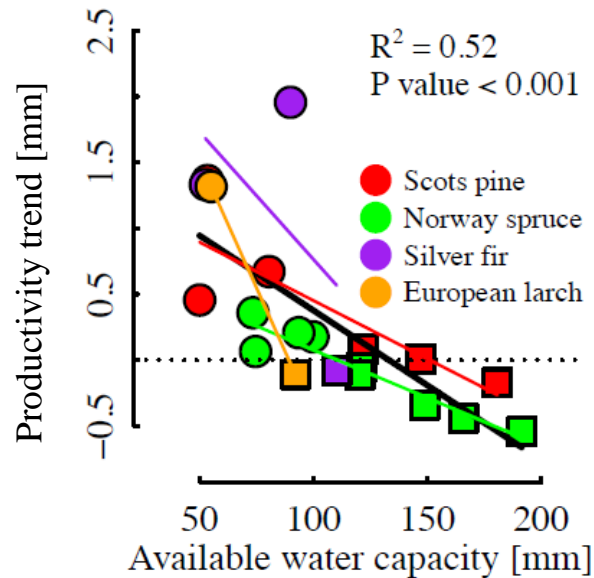 R² = 0.52
P value < 0.001
Productivity trend [mm]
2.5
1.5
0.5
−0.5
Scots pine
Norway spruce
Silver fir
European larch
50 100 150 200
Available water capacity [mm]